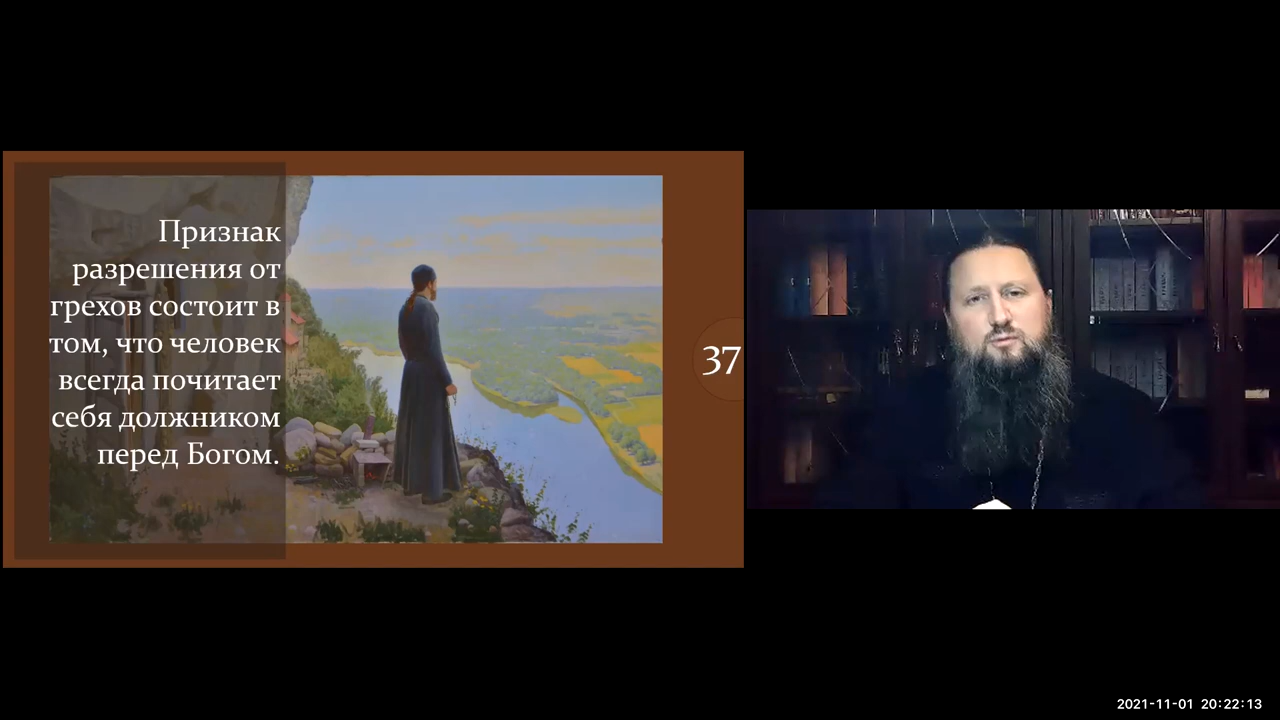 Признак
разрешения от
грехов состоит в
том, что человек
всегда почитает
себя должником
перед Богом.
37
2021-11-01 20:22:13